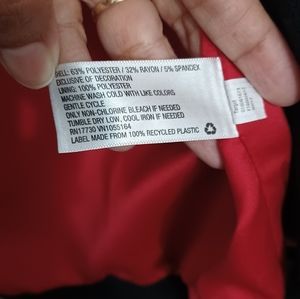 SHELL: 63% POLYESTER / 32% RAYON / 5% SPANDEX
EXCLUSIVE OF DECORATION
LINING: 100% POLYESTER
MACHINE WASH COLD WITH LIKE COLORS
GENTLE CYCLE
ONLY NON-CHLORINE BLEACH IF NEEDED
TUMBLE DRY LOW, COOL IRON IF NEEDED
RN17730 VN1055164
LABEL MADE FROM 100% RECYCLED PLASTIC